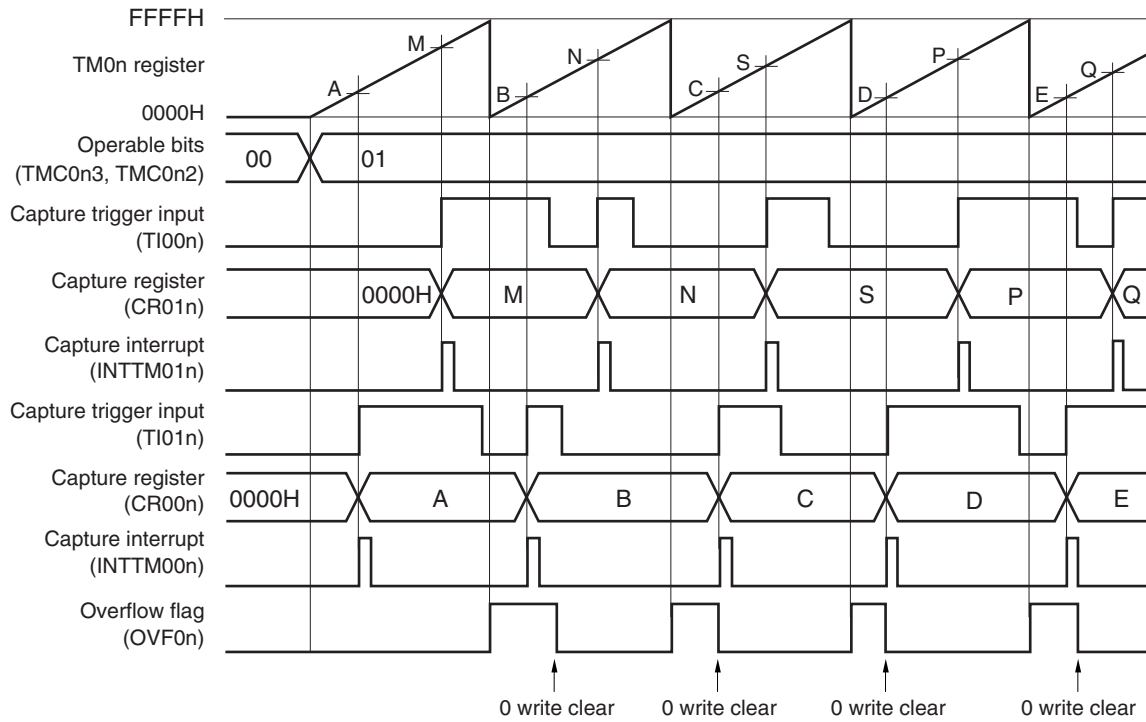 FFFFH
TM0n register
0000H
A M B N C S D P E Q
Operable bits
(TMC0n3, TMC0n2)
00 01
Capture trigger input
(TI00n)
Capture register
(CR01n)
0000H M N S P Q
Capture interrupt
(INTTM01n)
Capture trigger input
(TI01n)
Capture register
(CR00n)
0000H A B C D E
Capture interrupt
(INTTM00n)
Overflow flag
(OVF0n)
0 write clear 0 write clear 0 write clear 0 write clear